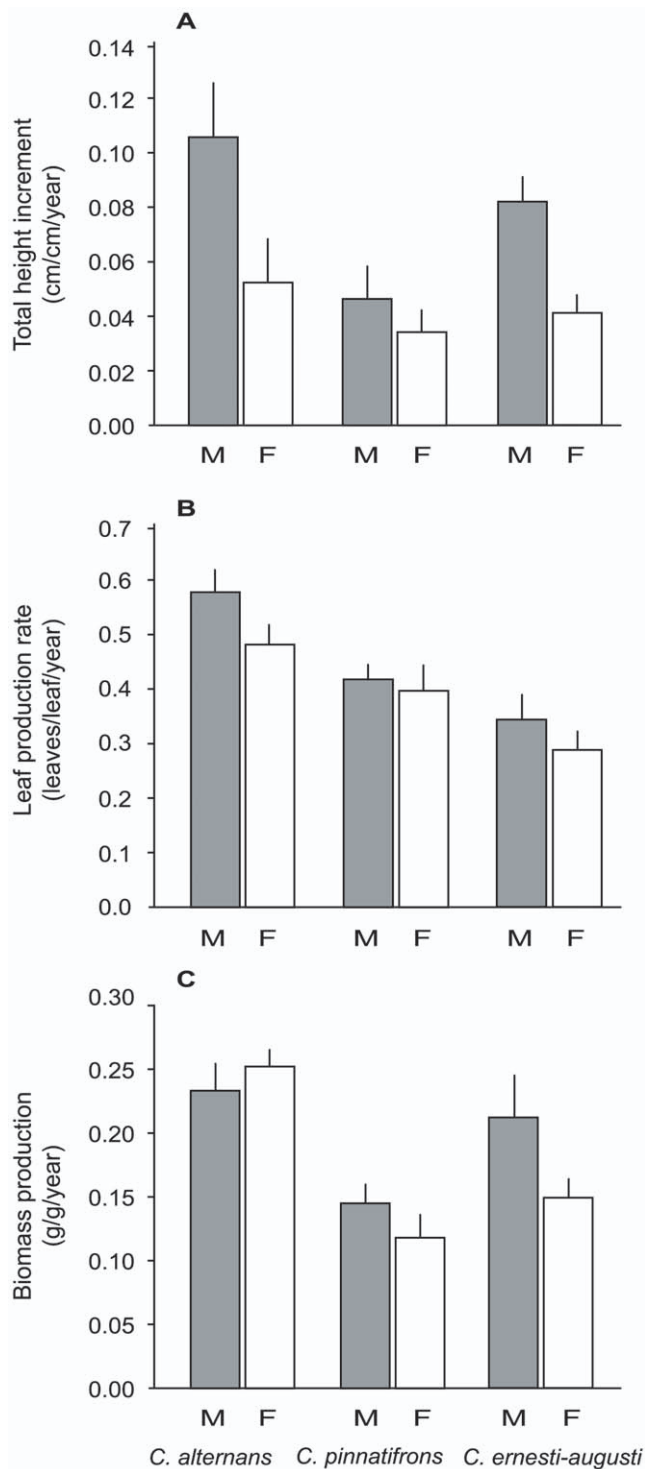 A
Total height increment
(cm/cm/year)
0.14
0.12
0.10
0.08
0.06
0.04
0.02
0.00
M F M F M F
B
Leaf production rate
(leaves/leaf/year)
0.7
0.6
0.5
0.4
0.3
0.2
0.1
0.0
M F M F M F
C
Biomass production
(g/g/year)
0.30
0.25
0.20
0.15
0.10
0.05
0.00
M F M F M F
C. alternans C. pinnatifrons C. ernesti-augusti